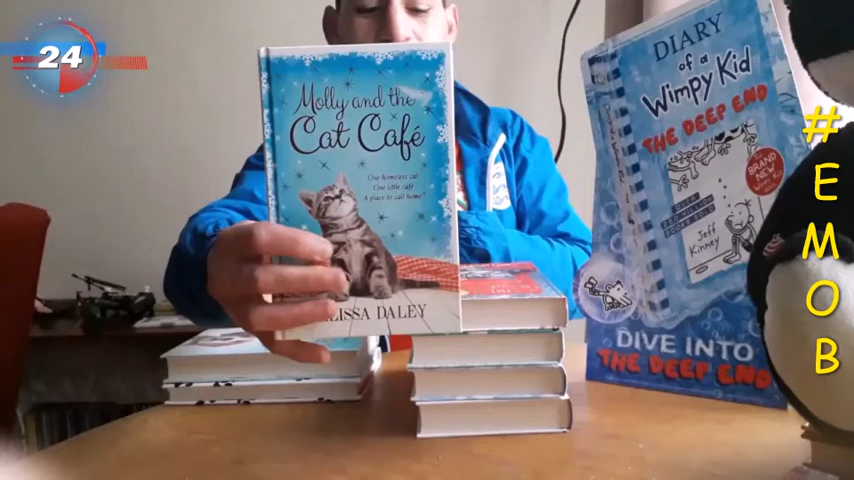 24
Molly and the
Cat Café
One homeless cat
One little café
A place to call home
LISSA DALEY
DIARY
of a
WiMPY KiD
THE DEEP END
BRAND
NEW
Jeff
Kinney
DIVE INTO
THE DEEP END
#
E
M
O
B